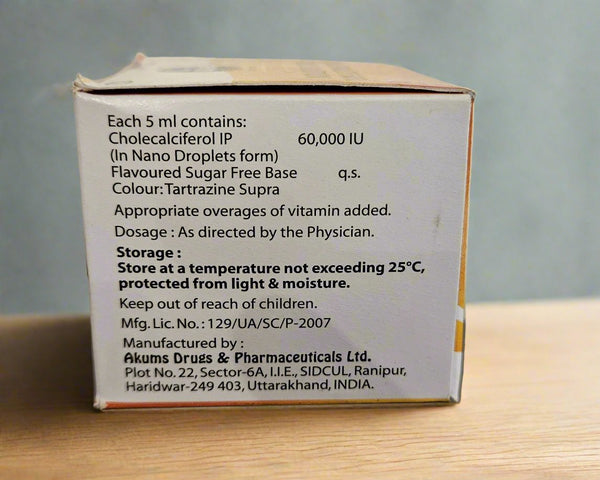 Each 5 ml contains:
Cholecalciferol IP 60,000 IU
(In Nano Droplets form)
Flavoured Sugar Free Base q.s.
Colour:Tartrazine Supra
Appropriate overages of vitamin added.
Dosage : As directed by the Physician.
Storage :
Store at a temperature not exceeding 25°C,
protected from light & moisture.
Keep out of reach of children.
Mfg. Lic. No. : 129/UA/SC/P-2007
Manufactured by :
Akums Drugs & Pharmaceuticals Ltd.
Plot No. 22, Sector-6A, I.I.E., SIDCUL, Ranipur,
Haridwar-249 403, Uttarakhand, INDIA.